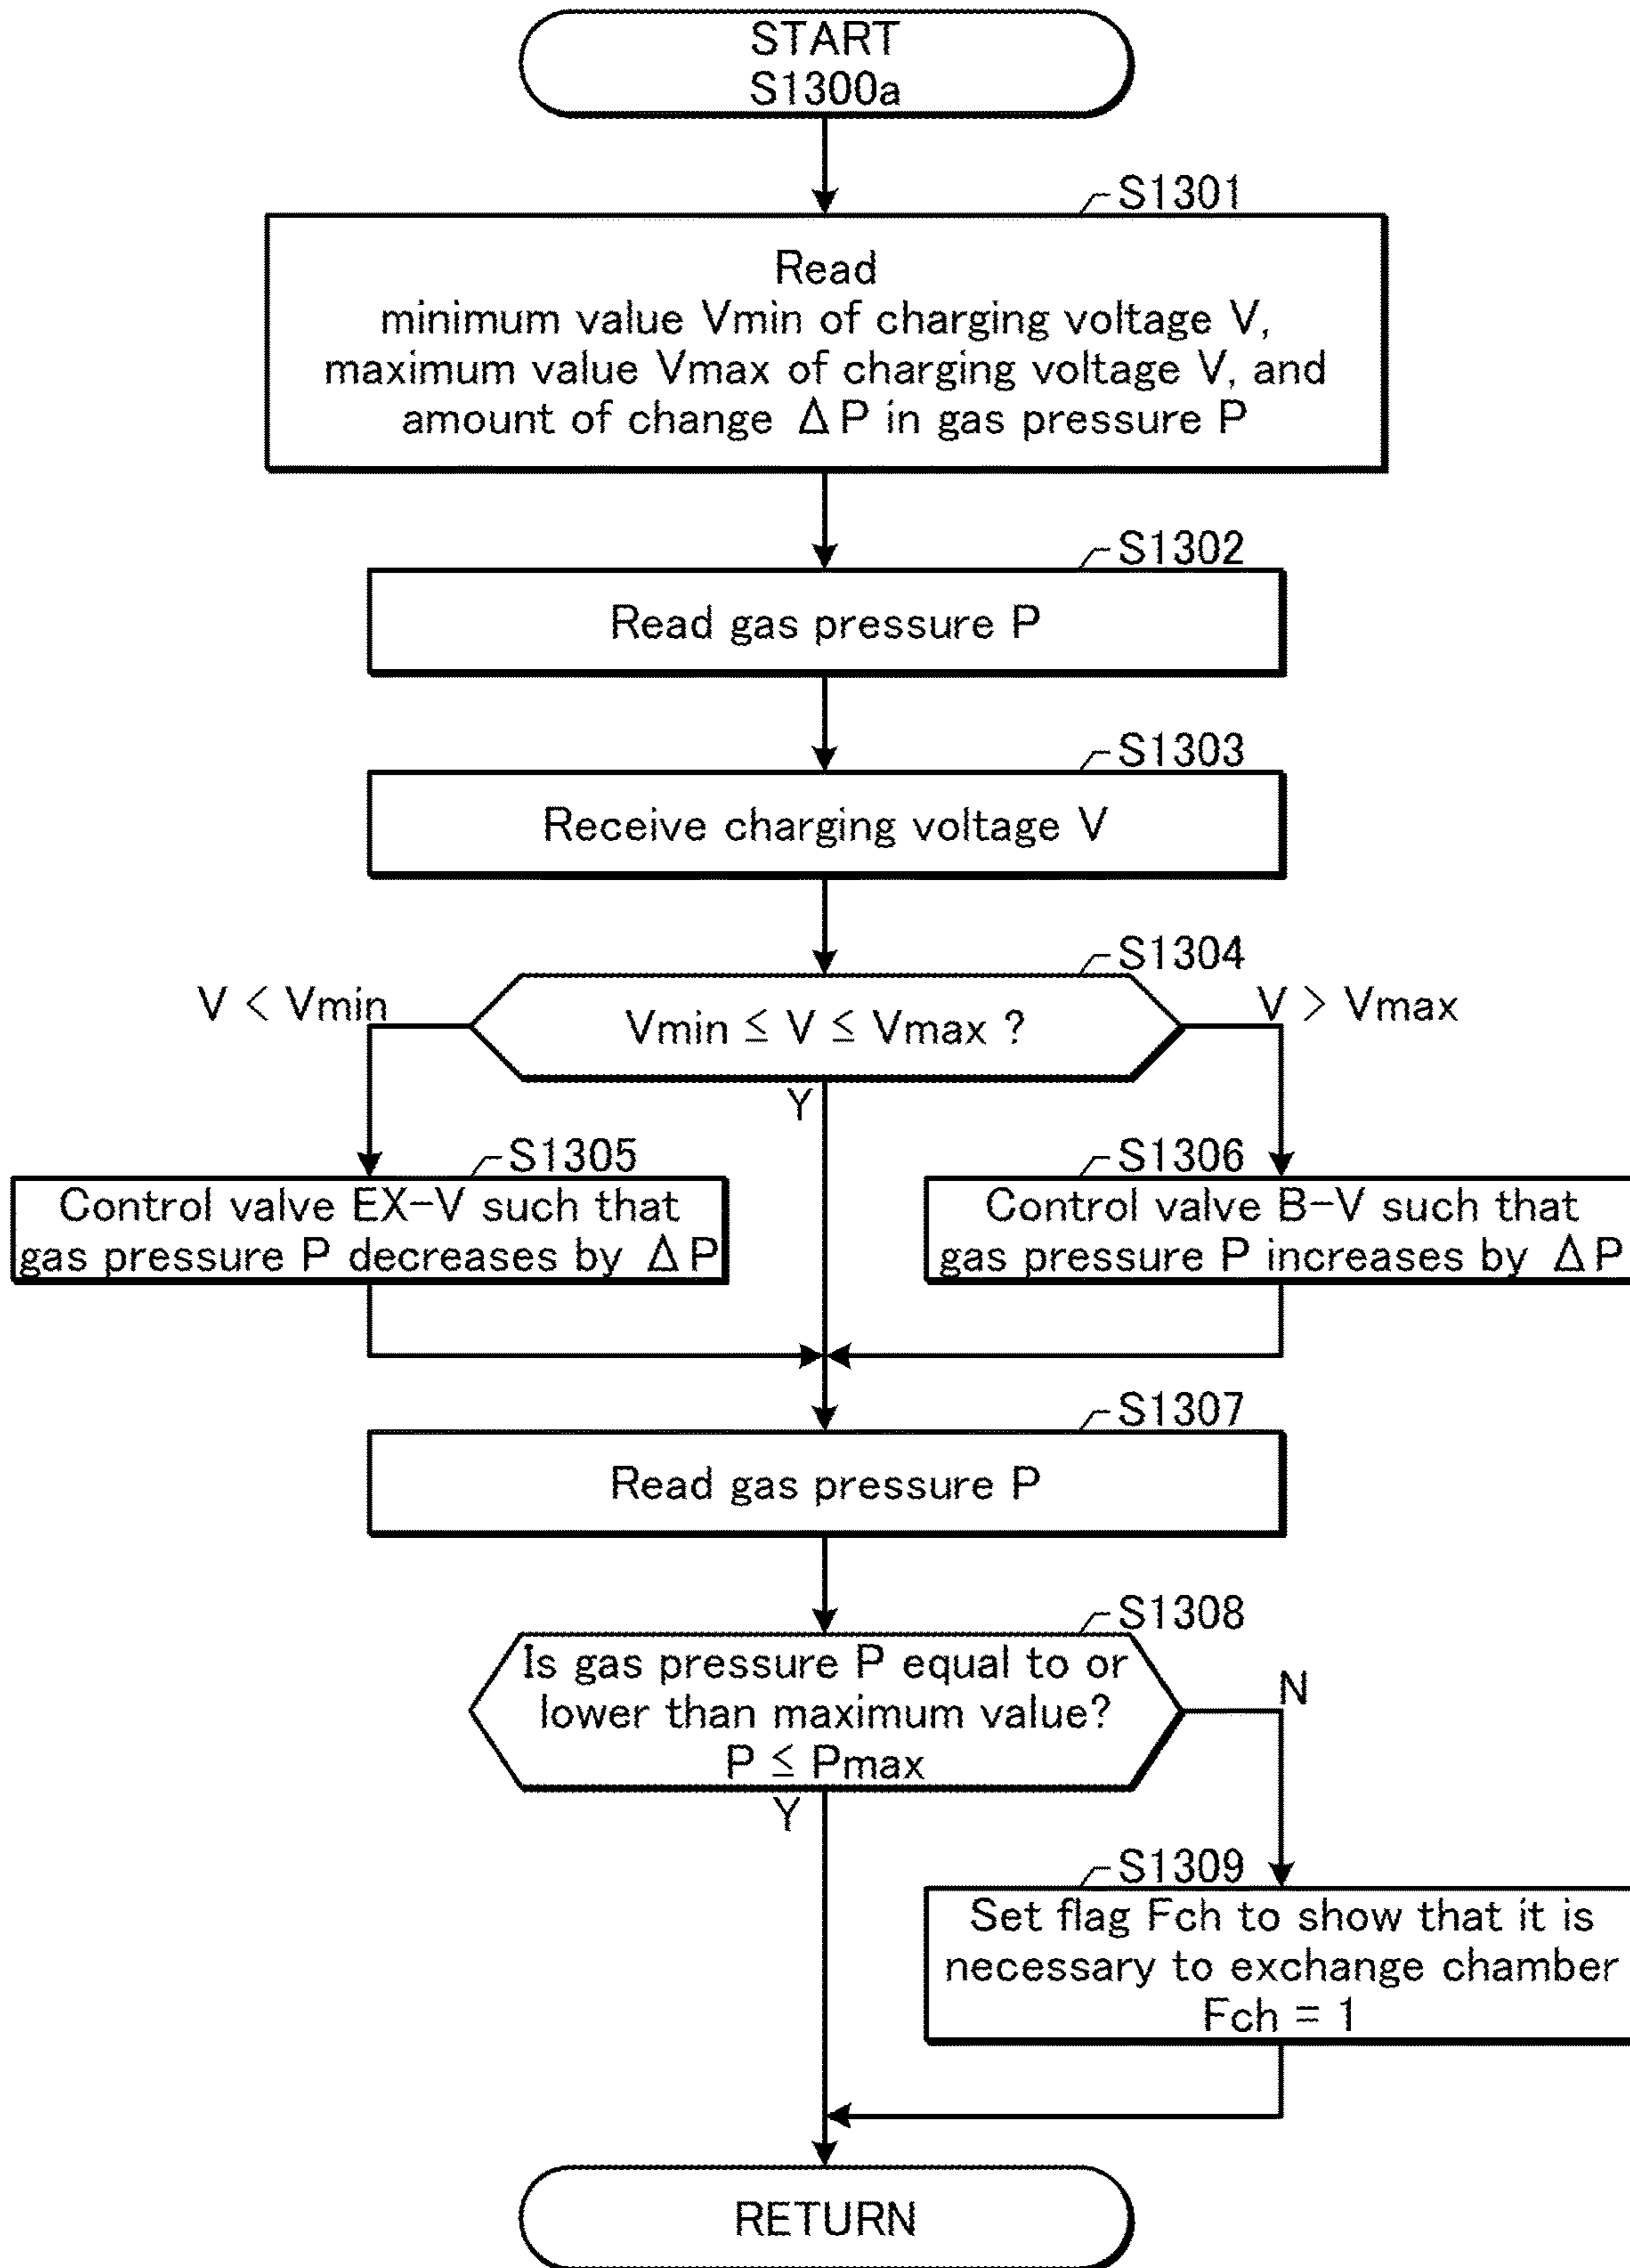 START
S1300a
S1301
Read
minimum value Vmin of charging voltage V,
maximum value Vmax of charging voltage V, and
amount of change ΔP in gas pressure P
S1302
Read gas pressure P
S1303
Receive charging voltage V
S1304
V < Vmin
Vmin ≤ V ≤ Vmax ?
V > Vmax
Y
S1305
Control valve EX-V such that
gas pressure P decreases by ΔP
S1306
Control valve B-V such that
gas pressure P increases by ΔP
S1307
Read gas pressure P
S1308
Is gas pressure P equal to or
lower than maximum value?
P ≤ Pmax
N
Y
S1309
Set flag Fch to show that it is
necessary to exchange chamber
Fch = 1
RETURN